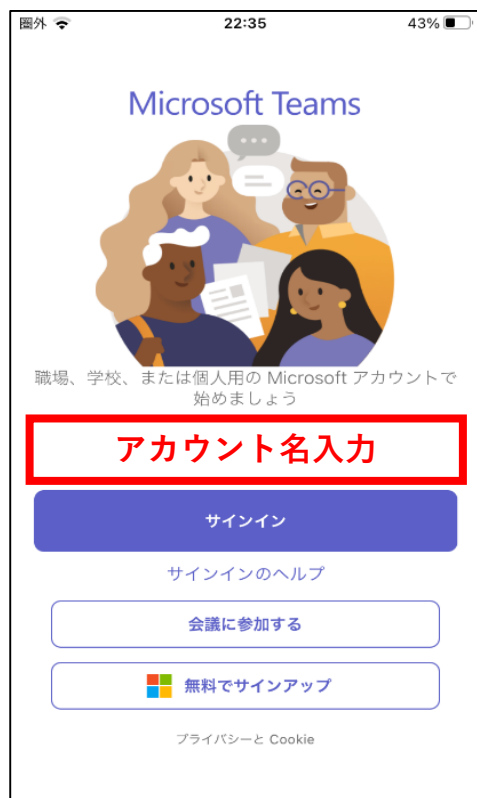 圏外 22:35 43%
Microsoft Teams
職場、学校、または個人用の Microsoft アカウントで
始めましょう
アカウント名入力
サインイン
サインインのヘルプ
会議に参加する
無料でサインアップ
プライバシーと Cookie